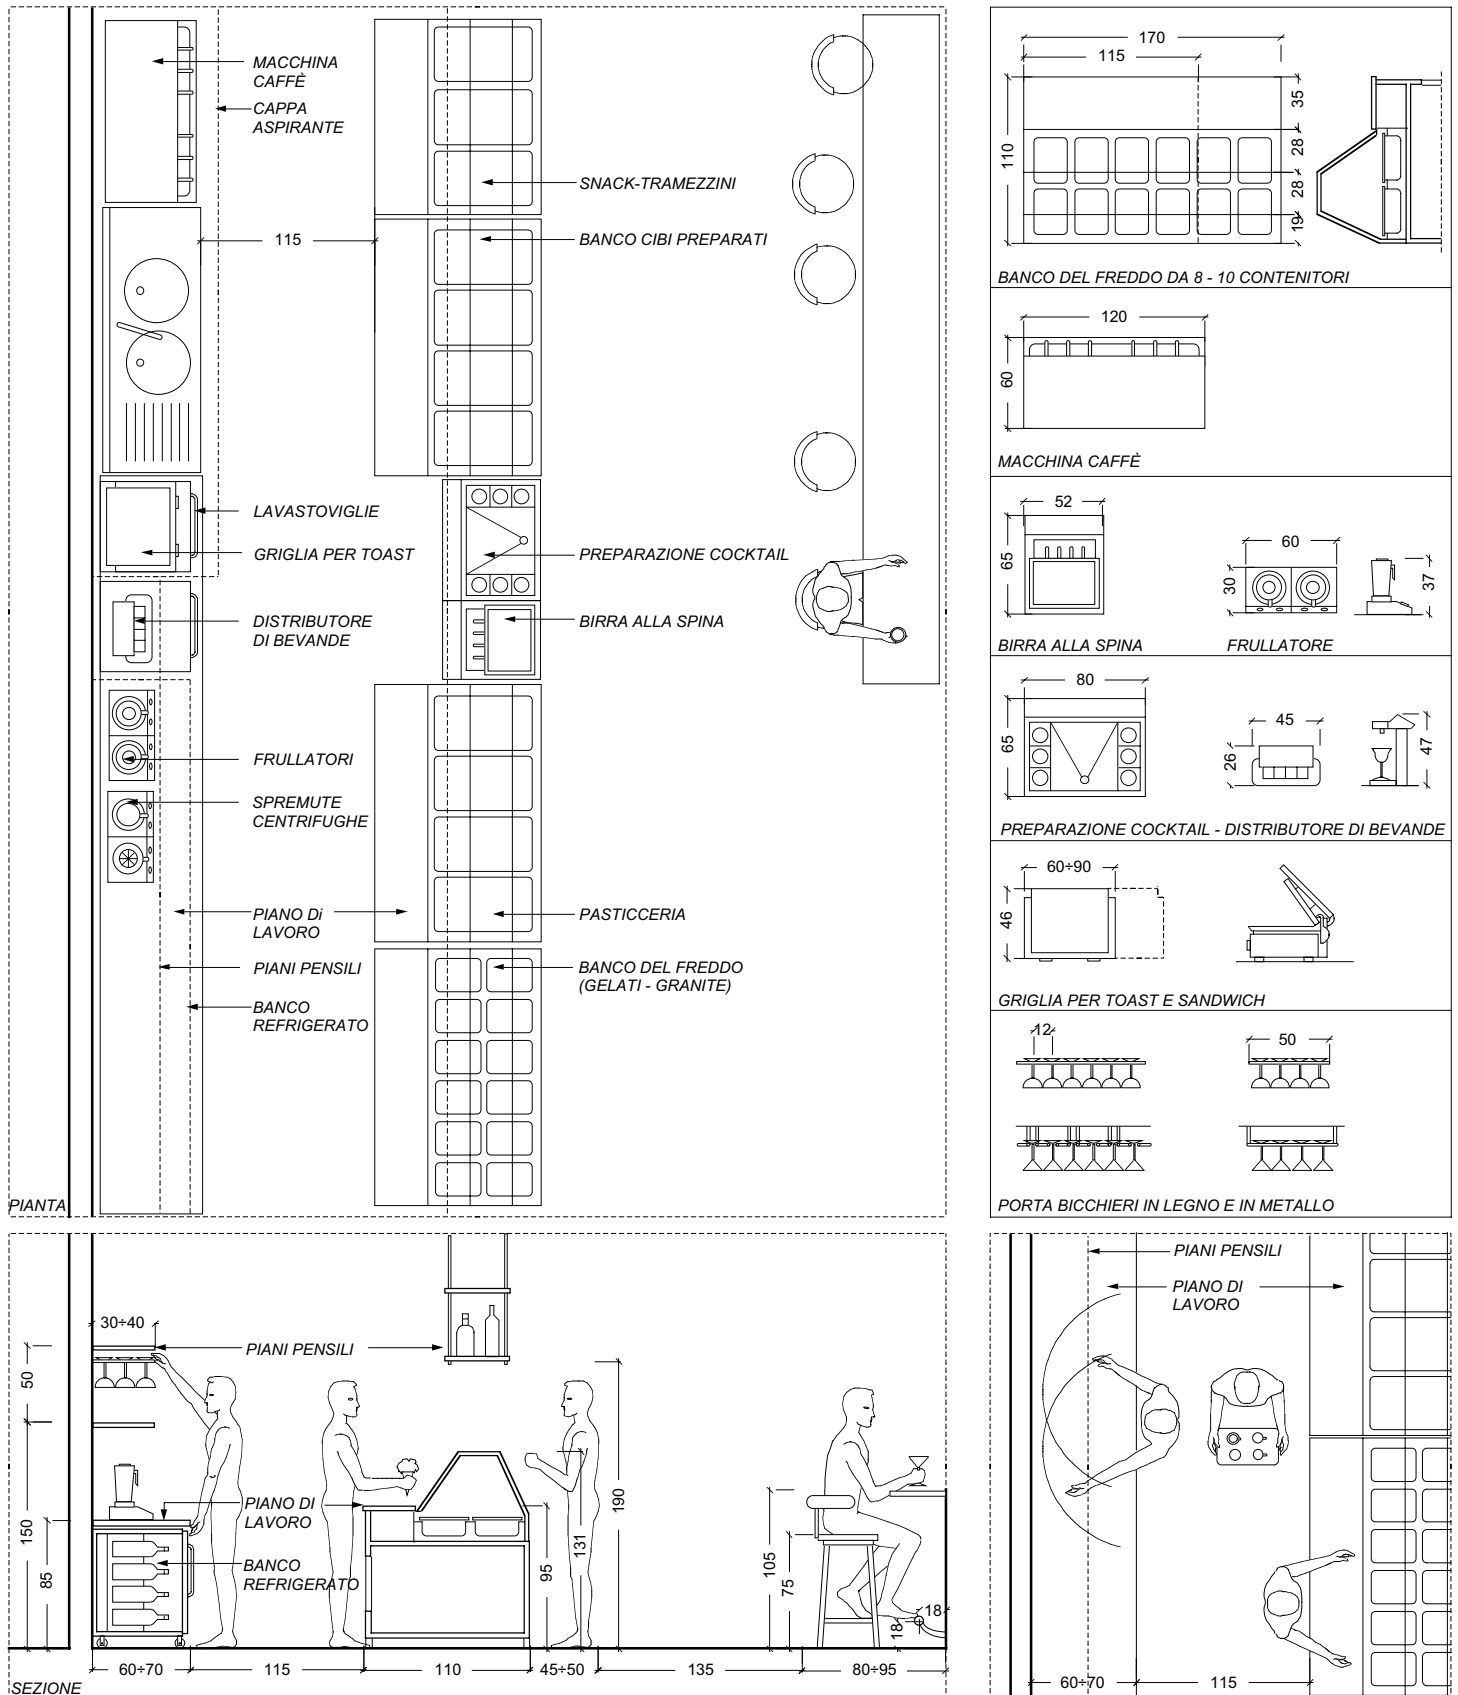 MACCHINA
CAFFÈ
CAPPA
ASPIRANTE
SNACK-TRAMEZZINI
115
BANCO CIBI PREPARATI
LAVASTOVIGLIE
GRIGLIA PER TOAST
PREPARAZIONE COCKTAIL
DISTRIBUTORE
DI BEVANDE
BIRRA ALLA SPINA
FRULLATORI
SPREMUTE
CENTRIFUGHE
PIANO Di
LAVORO
PASTICCERIA
PIANI PENSILI
BANCO DEL FREDDO
(GELATI - GRANITE)
BANCO
REFRIGERATO
PIANTA
170
115
110
35
28
28
19
BANCO DEL FREDDO DA 8 - 10 CONTENITORI
120
60
MACCHINA CAFFÈ
52
65
60
30
37
BIRRA ALLA SPINA
FRULLATORE
80
65
45
26
47
PREPARAZIONE COCKTAIL - DISTRIBUTORE DI BEVANDE
60÷90
46
GRIGLIA PER TOAST E SANDWICH
12
50
PORTA BICCHIERI IN LEGNO E IN METALLO
30÷40
PIANI PENSILI
50
150
85
PIANO DI
LAVORO
BANCO
REFRIGERATO
95
131
190
105
75
18
18
60÷70
115
110
45÷50
135
80÷95
SEZIONE
PIANI PENSILI
PIANO DI
LAVORO
60÷70
115